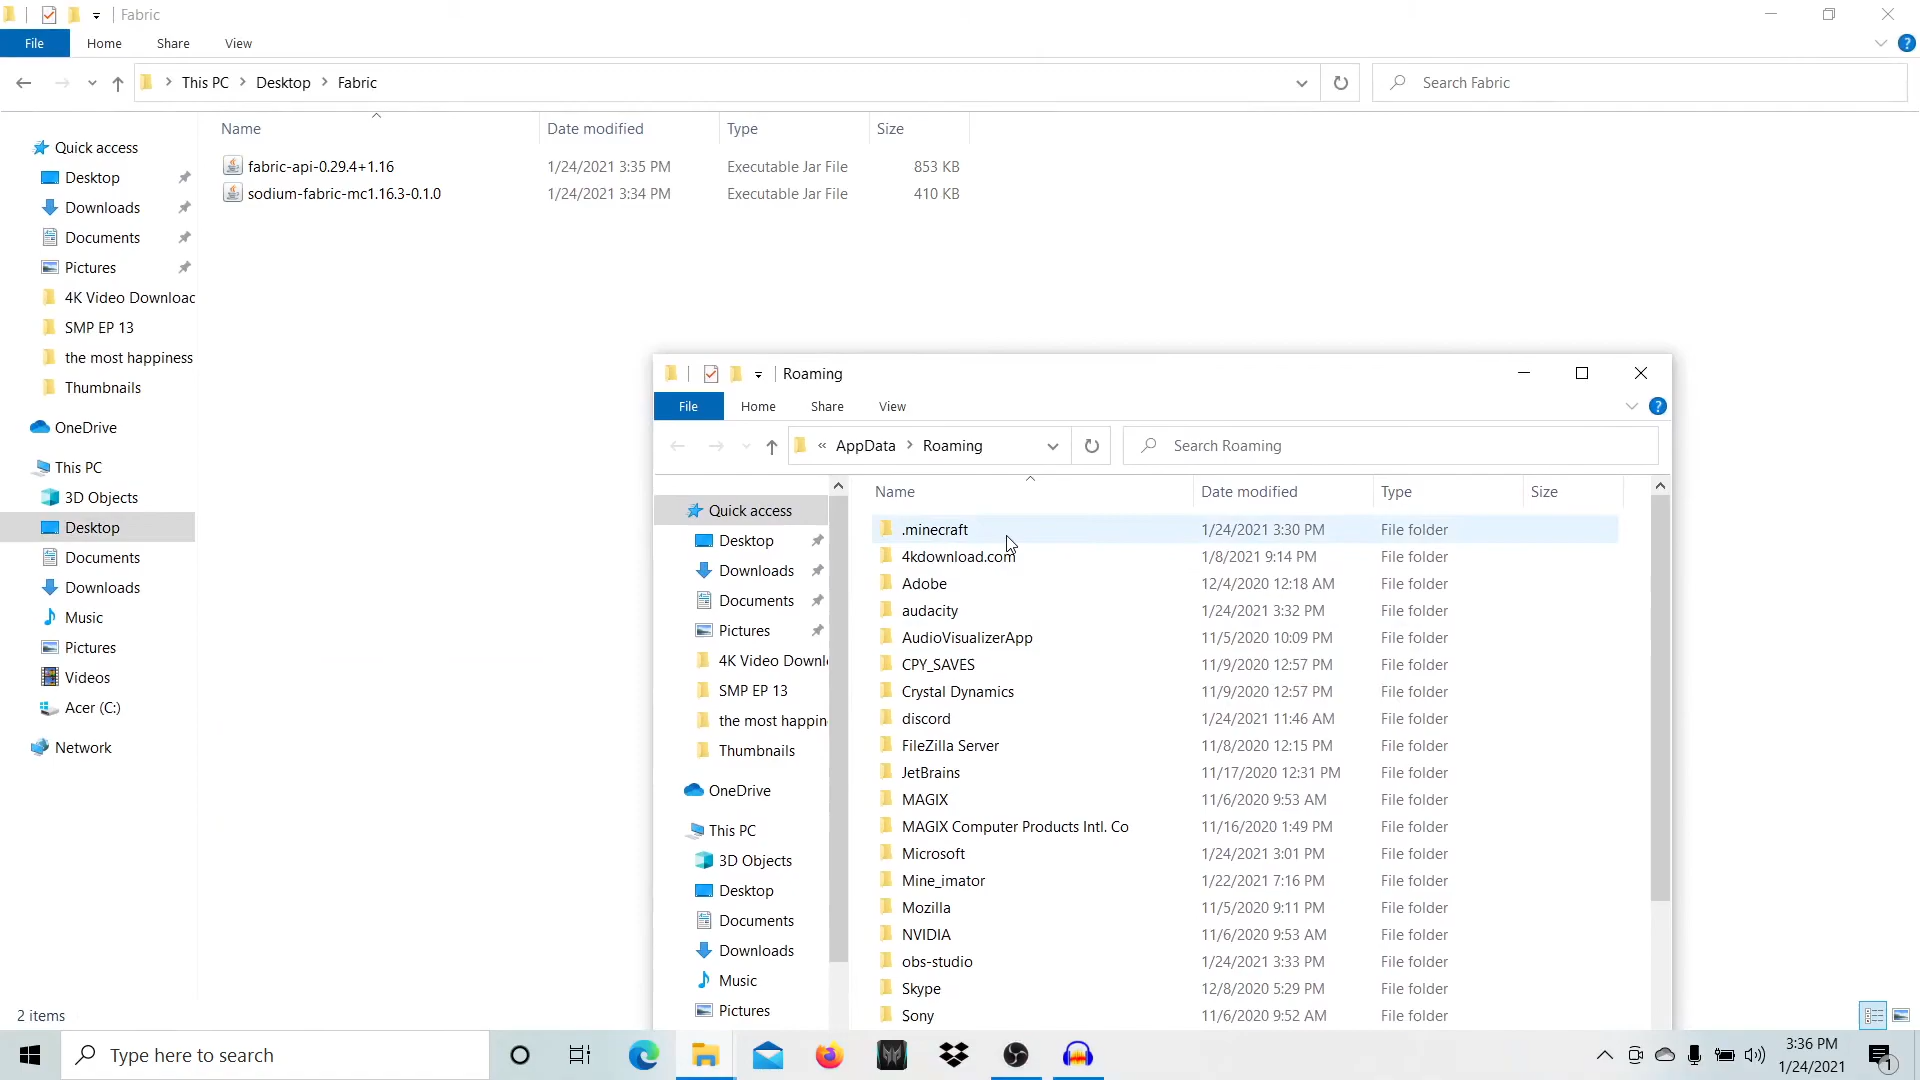 Fabric
File Home Share View
This PC Desktop Fabric
Search Fabric
Name Date modified Type Size
fabric-api-0.29.4+1.16 1/24/2021 3:35 PM Executable Jar File 853 KB
sodium-fabric-mc1.16.3-0.1.0 1/24/2021 3:34 PM Executable Jar File 410 KB
Quick access
Desktop
Downloads
Documents
Pictures
4K Video Downloac
SMP EP 13
the most happiness
Thumbnails
OneDrive
This PC
3D Objects
Desktop
Documents
Downloads
Music
Pictures
Videos
Acer (C:)
Network
2 items
Roaming
File Home Share View
« AppData Roaming
Search Roaming
Quick access
Desktop
Downloads
Documents
Pictures
4K Video Downl
SMP EP 13
the most happin
Thumbnails
OneDrive
This PC
3D Objects
Desktop
Documents
Downloads
Music
Pictures
Name Date modified Type Size
.minecraft 1/24/2021 3:30 PM File folder
4kdownload.com 1/8/2021 9:14 PM File folder
Adobe 12/4/2020 12:18 AM File folder
audacity 1/24/2021 3:32 PM File folder
AudioVisualizerApp 11/5/2020 10:09 PM File folder
CPY_SAVES 11/9/2020 12:57 PM File folder
Crystal Dynamics 11/9/2020 12:57 PM File folder
discord 1/24/2021 11:46 AM File folder
FileZilla Server 11/8/2020 12:15 PM File folder
JetBrains 11/17/2020 12:31 PM File folder
MAGIX 11/6/2020 9:53 AM File folder
MAGIX Computer Products Intl. Co 11/16/2020 1:49 PM File folder
Microsoft 1/24/2021 3:01 PM File folder
Mine_imator 1/22/2021 7:16 PM File folder
Mozilla 11/5/2020 9:11 PM File folder
NVIDIA 11/6/2020 9:53 AM File folder
obs-studio 1/24/2021 3:33 PM File folder
Skype 12/8/2020 5:29 PM File folder
Sony 11/6/2020 9:52 AM File folder
Type here to search
3:36 PM
1/24/2021
1